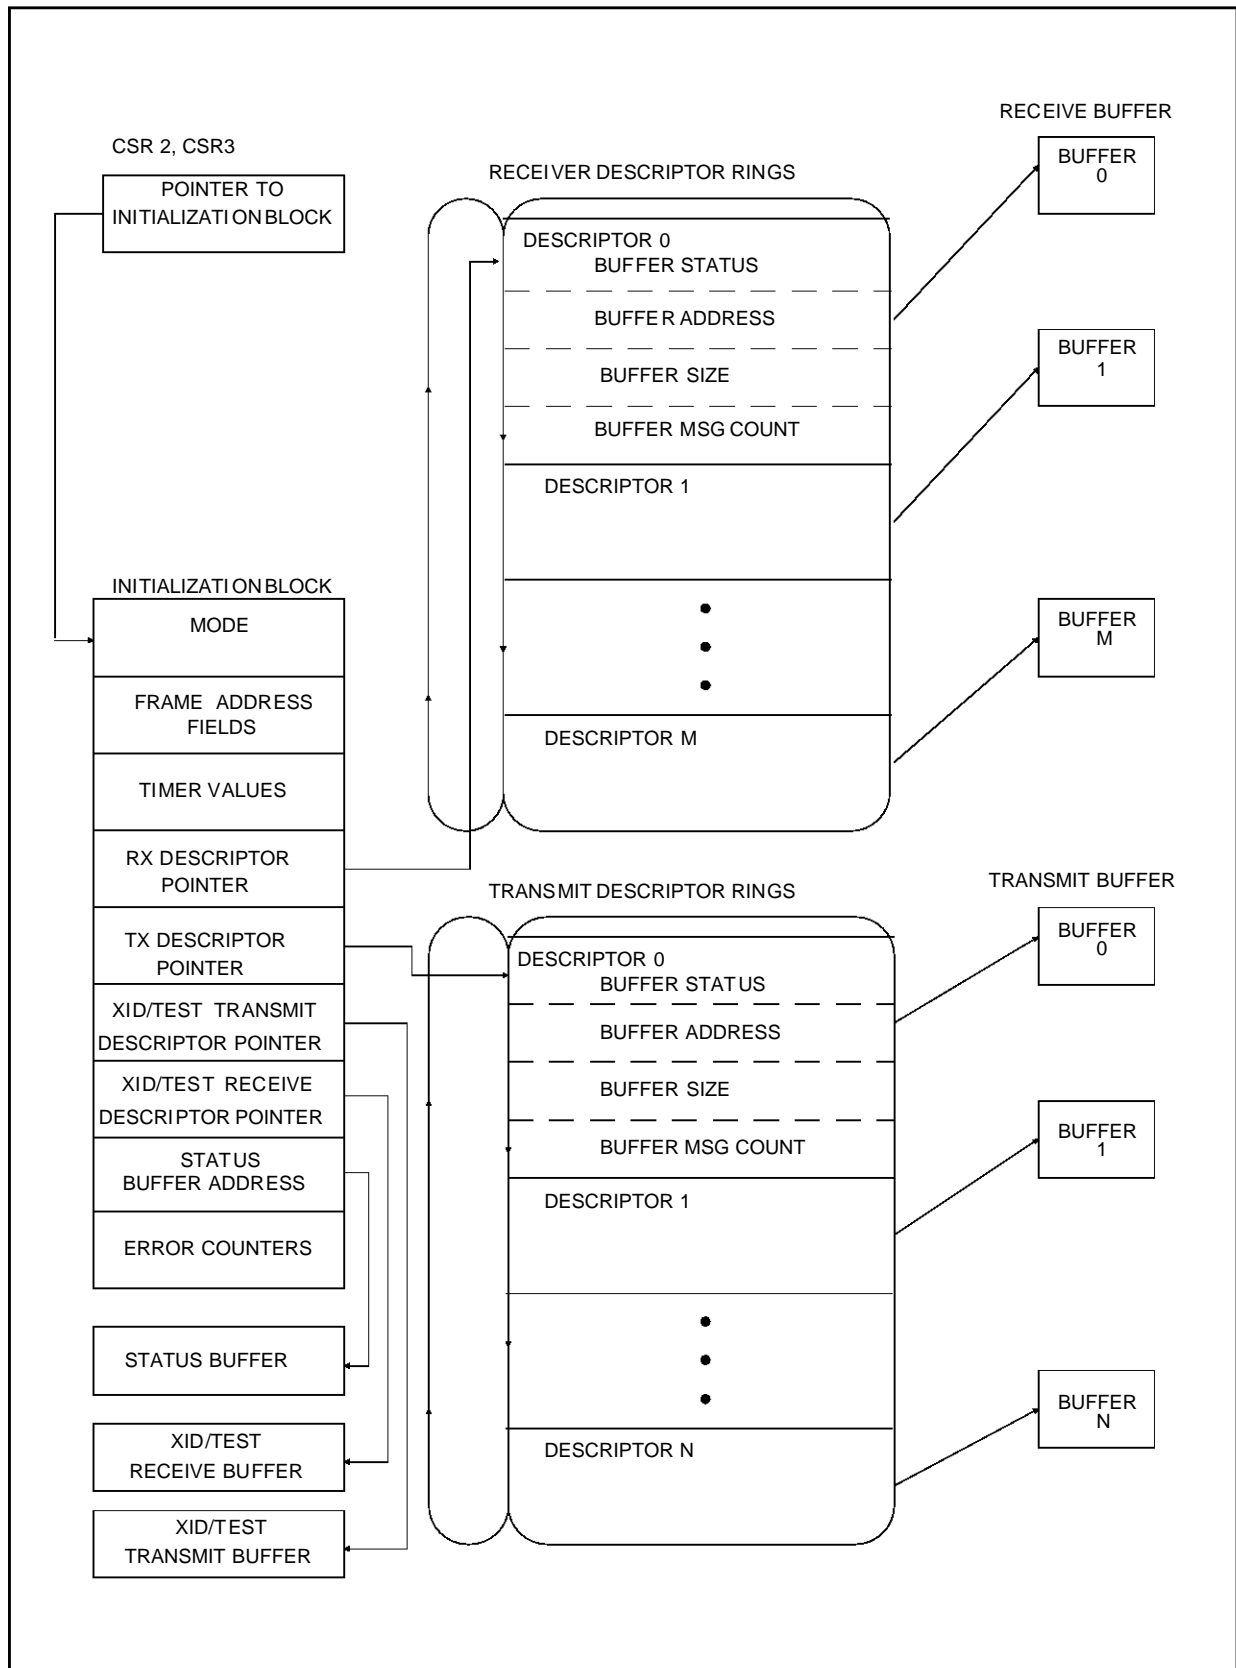 CSR 2, CSR3
POINTER TO
INITIALIZATION BLOCK
INITIALIZATION BLOCK
MODE
FRAME ADDRESS
FIELDS
TIMER VALUES
RX DESCRIPTOR
POINTER
TX DESCRIPTOR
POINTER
XID/TEST TRANSMIT
DESCRIPTOR POINTER
XID/TEST RECEIVE
DESCRIPTOR POINTER
STATUS
BUFFER ADDRESS
ERROR COUNTERS
STATUS BUFFER
XID/TEST
RECEIVE BUFFER
XID/TEST
TRANSMIT BUFFER
RECEIVER DESCRIPTOR RINGS
DESCRIPTOR 0
BUFFER STATUS
BUFFER ADDRESS
BUFFER SIZE
BUFFER MSG COUNT
DESCRIPTOR 1
DESCRIPTOR M
RECEIVE BUFFER
BUFFER
0
BUFFER
1
BUFFER
M
TRANSMIT DESCRIPTOR RINGS
DESCRIPTOR 0
BUFFER STATUS
BUFFER ADDRESS
BUFFER SIZE
BUFFER MSG COUNT
DESCRIPTOR 1
DESCRIPTOR N
TRANSMIT BUFFER
BUFFER
0
BUFFER
1
BUFFER
N